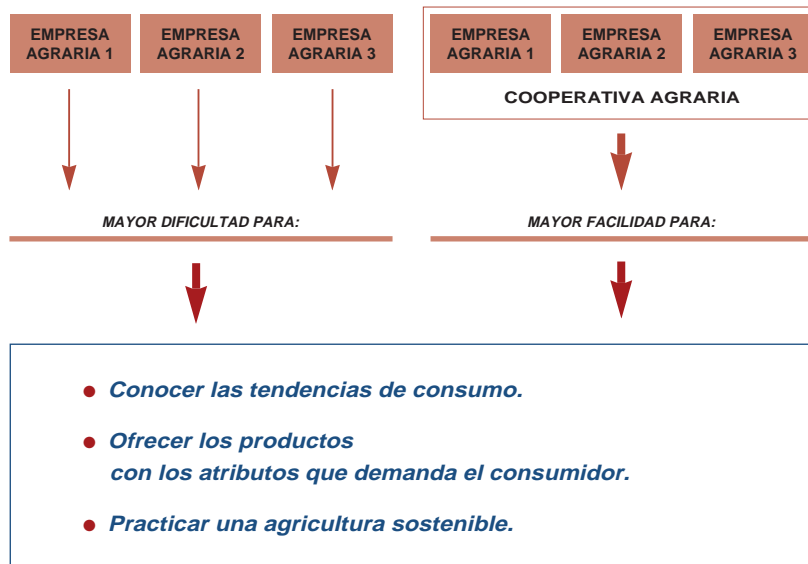 EMPRESA
AGRARIA 1
EMPRESA
AGRARIA 2
EMPRESA
AGRARIA 3
EMPRESA
AGRARIA 1
EMPRESA
AGRARIA 2
EMPRESA
AGRARIA 3
COOPERATIVA AGRARIA
MAYOR DIFICULTAD PARA:
MAYOR FACILIDAD PARA:
Conocer las tendencias de consumo.
Ofrecer los productos
con los atributos que demanda el consumidor.
Practicar una agricultura sostenible.